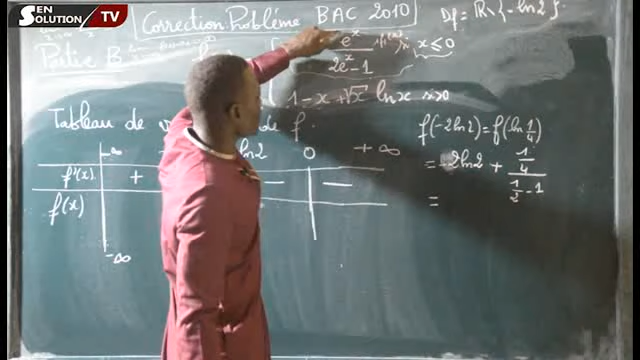 SEN SOLUTION TV
Correction Problème BAC 2010
Df = R \ {-ln2}
Partie B
e^x
x ≤ 0
2e^x - 1
1 - x + √x ln x x>0
Tableau de de f.
f(-2ln2) = f(ln 1/4)
-∞ ln2 0 +∞
= -2ln2 + (1/4)/(1/2 - 1)
f'(x) + - -
f(x)
=
-∞